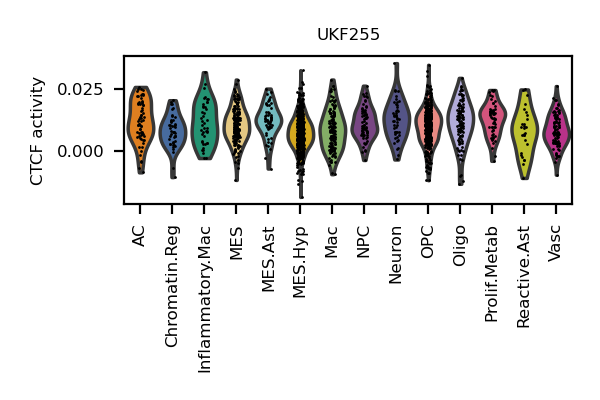 UKF255
CTCF activity
0.025
0.000
AC
Chromatin.Reg
Inflammatory.Mac
MES
MES.Ast
MES.Hyp
Mac
NPC
Neuron
OPC
Oligo
Prolif.Metab
Reactive.Ast
Vasc